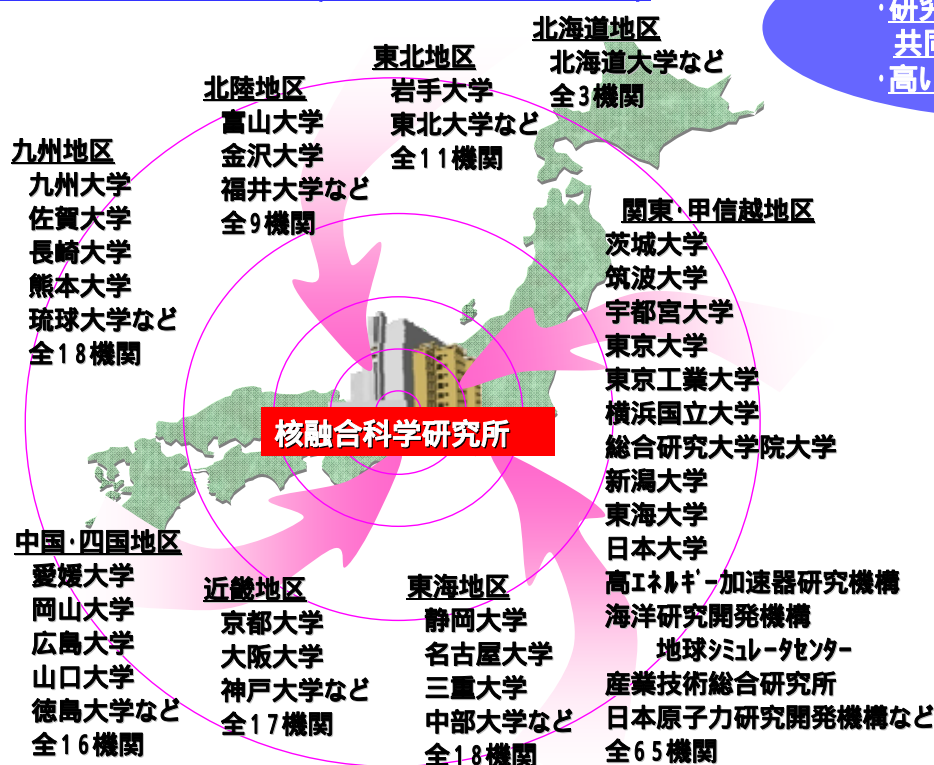 ・研究
共同
・高い
北海道地区
北海道大学など
全3機関
東北地区
岩手大学
東北大学など
全11機関
北陸地区
富山大学
金沢大学
福井大学など
全9機関
九州地区
九州大学
佐賀大学
長崎大学
熊本大学
琉球大学など
全18機関
関東・甲信越地区
茨城大学
筑波大学
宇都宮大学
東京大学
東京工業大学
横浜国立大学
総合研究大学院大学
新潟大学
東海大学
日本大学
高エネルギー加速器研究機構
海洋研究開発機構
地球シミュレータセンター
産業技術総合研究所
日本原子力研究開発機構など
全65機関
核融合科学研究所
中国・四国地区
愛媛大学
岡山大学
広島大学
山口大学
徳島大学など
全16機関
近畿地区
京都大学
大阪大学
神戸大学など
全17機関
東海地区
静岡大学
名古屋大学
三重大学
中部大学など
全18機関